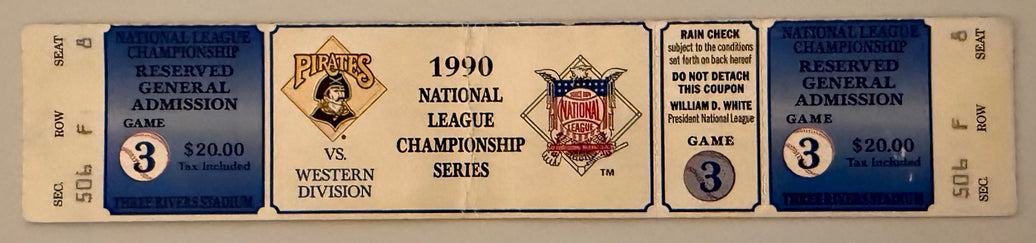 SEAT 8
ROW F
SEC. 506
NATIONAL LEAGUE
CHAMPIONSHIP
RESERVED
GENERAL
ADMISSION
GAME
3
$20.00
Tax Included
THREE RIVERS STADIUM
PIRATES
VS.
WESTERN
DIVISION
1990
NATIONAL
LEAGUE
CHAMPIONSHIP
SERIES
NATIONAL
LEAGUE
TM
RAIN CHECK
subject to the conditions
set forth on back hereof
DO NOT DETACH
THIS COUPON
WILLIAM D. WHITE
President National League
GAME
3
NATIONAL LEAGUE
CHAMPIONSHIP
RESERVED
GENERAL
ADMISSION
GAME
3
$20.00
Tax Included
THREE RIVERS STADIUM
SEAT 8
ROW F
SEC. 506